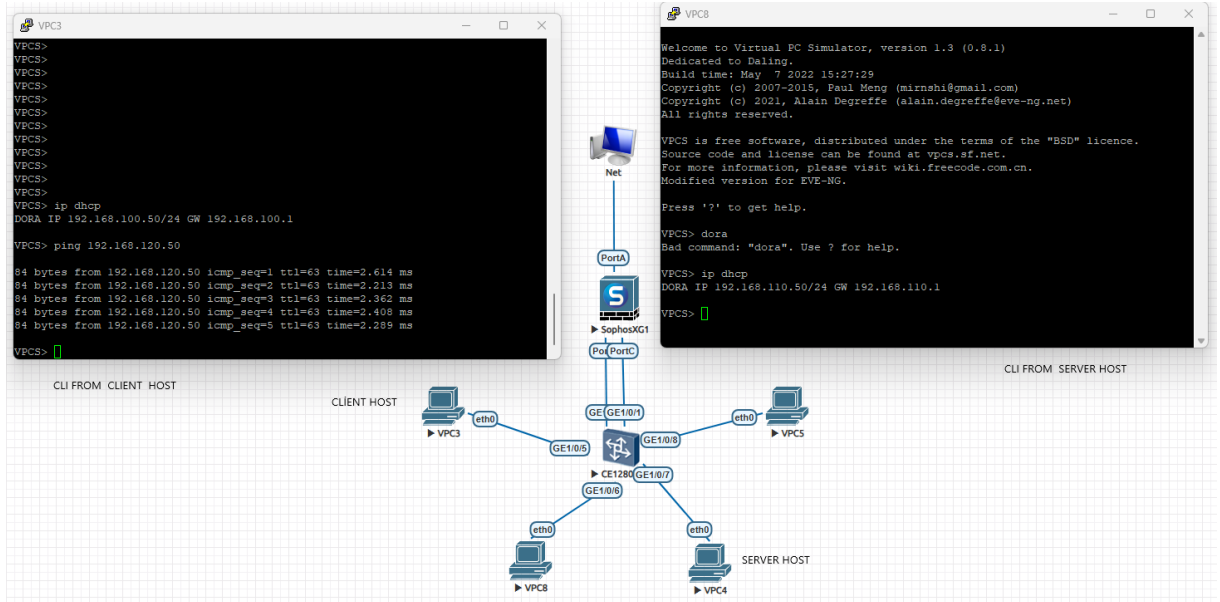 VPC3
VPCS>
VPCS>
VPCS>
VPCS>
VPCS>
VPCS>
VPCS>
VPCS>
VPCS>
VPCS>
VPCS>
VPCS>
VPCS> ip dhcp
DORA IP 192.168.100.50/24 GW 192.168.100.1
VPCS> ping 192.168.120.50
84 bytes from 192.168.120.50 icmp_seq=1 ttl=63 time=2.614 ms
84 bytes from 192.168.120.50 icmp_seq=2 ttl=63 time=2.213 ms
84 bytes from 192.168.120.50 icmp_seq=3 ttl=63 time=2.362 ms
84 bytes from 192.168.120.50 icmp_seq=4 ttl=63 time=2.408 ms
84 bytes from 192.168.120.50 icmp_seq=5 ttl=63 time=2.289 ms
VPCS>
VPC8
Welcome to Virtual PC Simulator, version 1.3 (0.8.1)
Dedicated to Daling.
Build time: May 7 2022 15:27:29
Copyright (c) 2007-2015, Paul Meng (mirnshi@gmail.com)
Copyright (c) 2021, Alain Degreffe (alain.degreffe@eve-ng.net)
All rights reserved.
VPCS is free software, distributed under the terms of the "BSD" licence.
Source code and license can be found at vpcs.sf.net.
For more information, please visit wiki.freecode.com.cn.
Modified version for EVE-NG.
Press '?' to get help.
VPCS> dora
Bad command: "dora". Use ? for help.
VPCS> ip dhcp
DORA IP 192.168.110.50/24 GW 192.168.110.1
VPCS>
Net
PortA
S
SophosXG1
Por
PortC
CLI FROM CLIENT HOST
CLI FROM SERVER HOST
CLİENT HOST
eth0
VPC3
GE
GE1/0/1
eth0
VPC5
GE1/0/5
GE1/0/8
CE1280
GE1/0/7
GE1/0/6
eth0
eth0
VPC8
SERVER HOST
VPC4